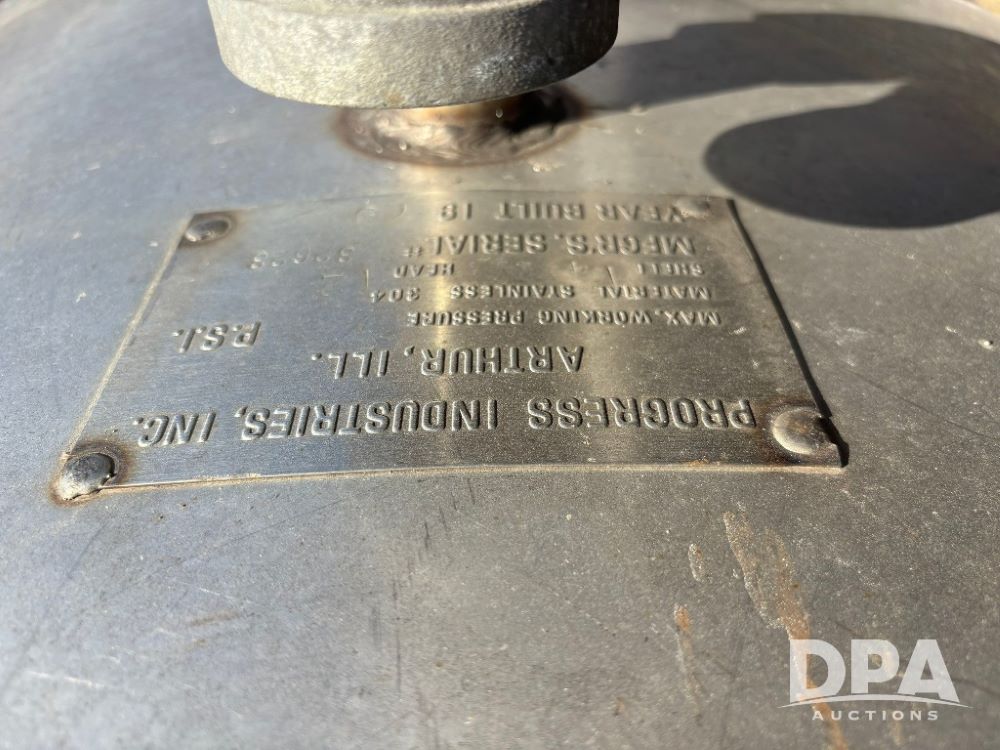 PROGRESS INDUSTRIES, INC.
ARTHUR, ILL.
MAX. WORKING PRESSURE P.S.I.
MATERIAL STAINLESS 304
SHELL HEAD
MFGR'S. SERIAL #
YEAR BUILT 19
DPA
AUCTIONS